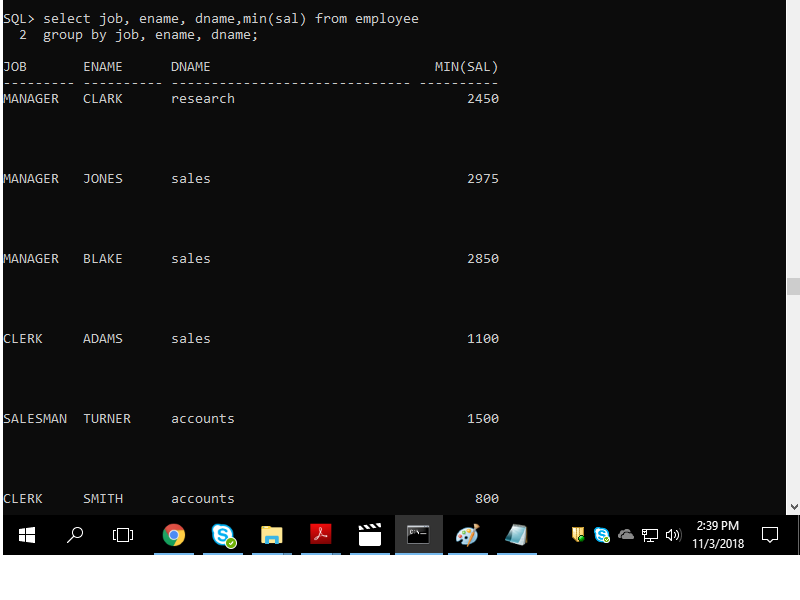 SQL> select job, ename, dname,min(sal) from employee
  2  group by job, ename, dname;
JOB       ENAME      DNAME                            MIN(SAL)
--------- ---------- ------------------------------ ----------
MANAGER   CLARK      research                             2450
MANAGER   JONES      sales                                2975
MANAGER   BLAKE      sales                                2850
CLERK     ADAMS      sales                                1100
SALESMAN  TURNER     accounts                             1500
CLERK     SMITH      accounts                              800
2:39 PM
11/3/2018